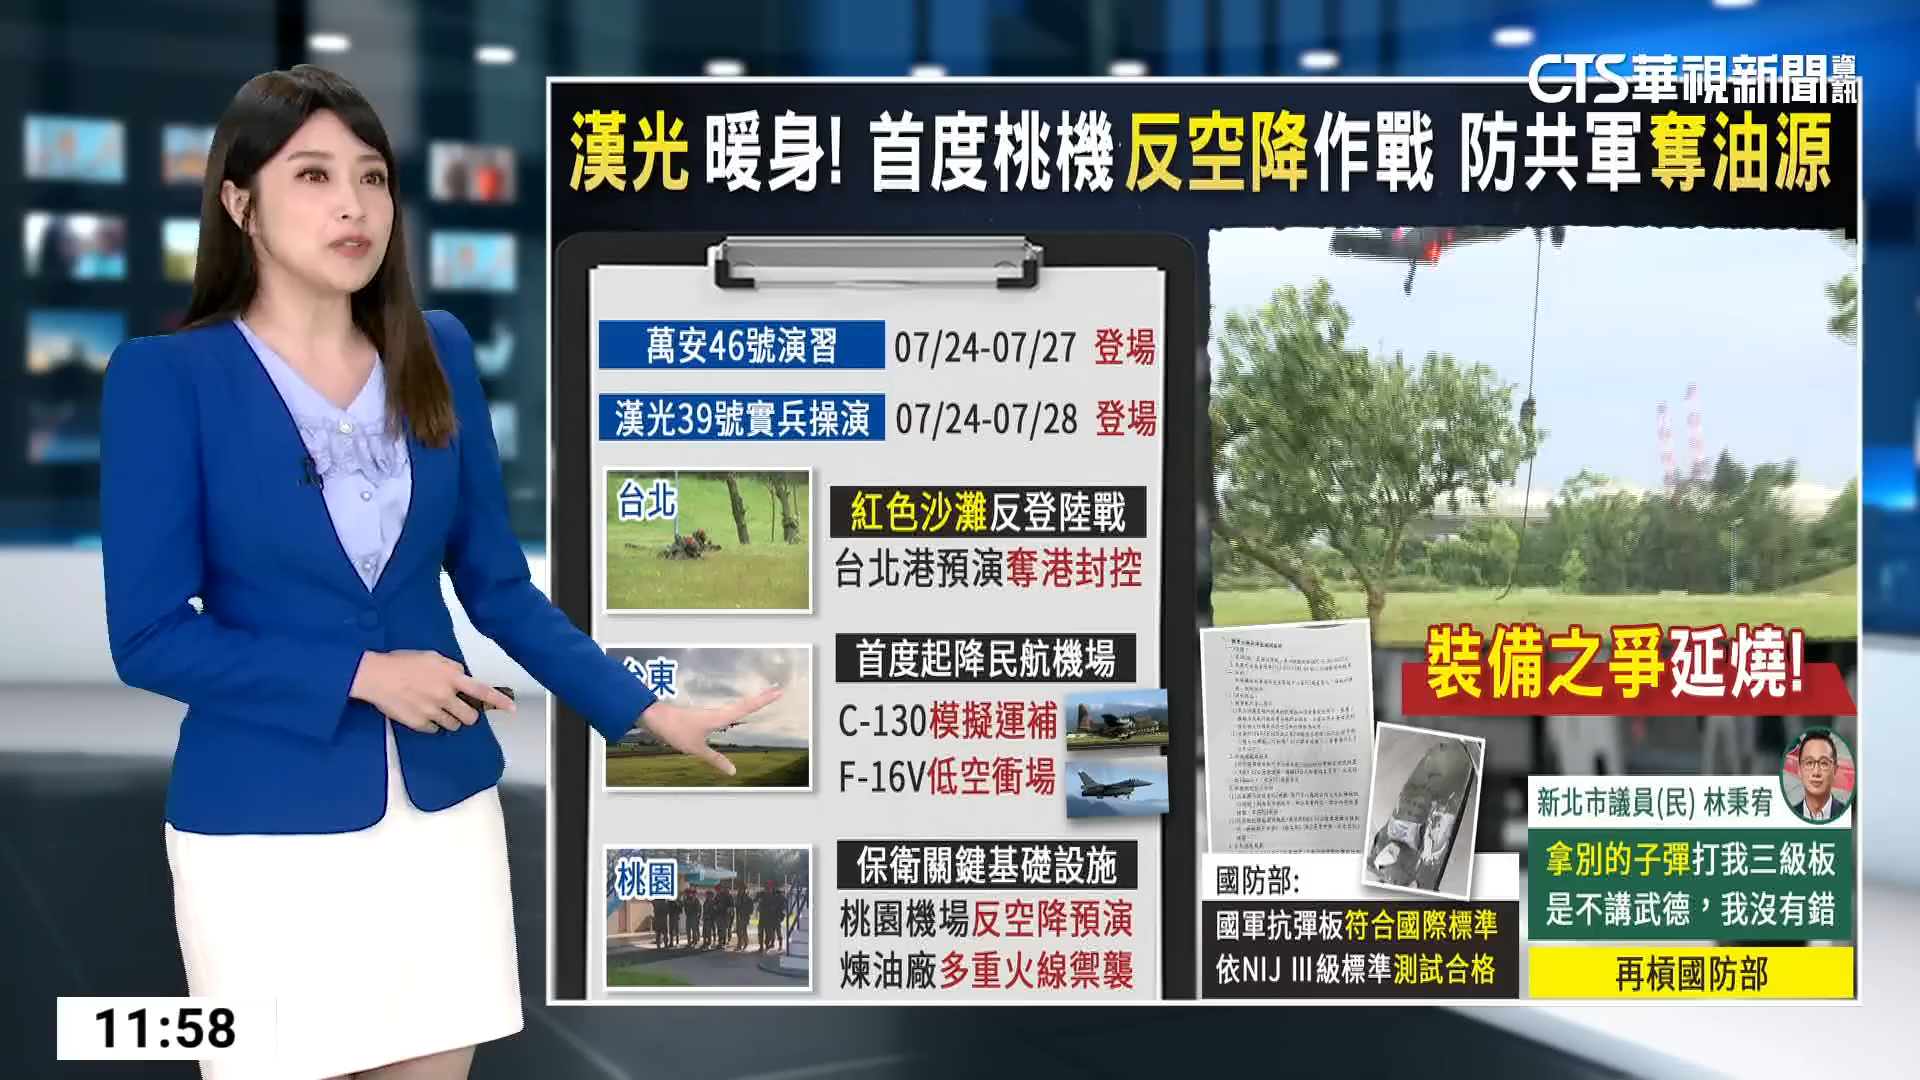 CTS華視新聞資訊
漢光暖身! 首度桃機反空降作戰 防共軍奪油源
萬安46號演習 07/24-07/27 登場
漢光39號實兵操演 07/24-07/28 登場
台北
紅色沙灘反登陸戰
台北港預演奪港封控
台東
首度起降民航機場
C-130模擬運補
F-16V低空衝場
桃園
保衛關鍵基礎設施
桃園機場反空降預演
煉油廠多重火線禦襲
裝備之爭延燒!
國防部:
國軍抗彈板符合國際標準
依NIJ III級標準測試合格
新北市議員(民) 林秉宥
拿別的子彈打我三級板
是不講武德，我沒有錯
再槓國防部
11:58